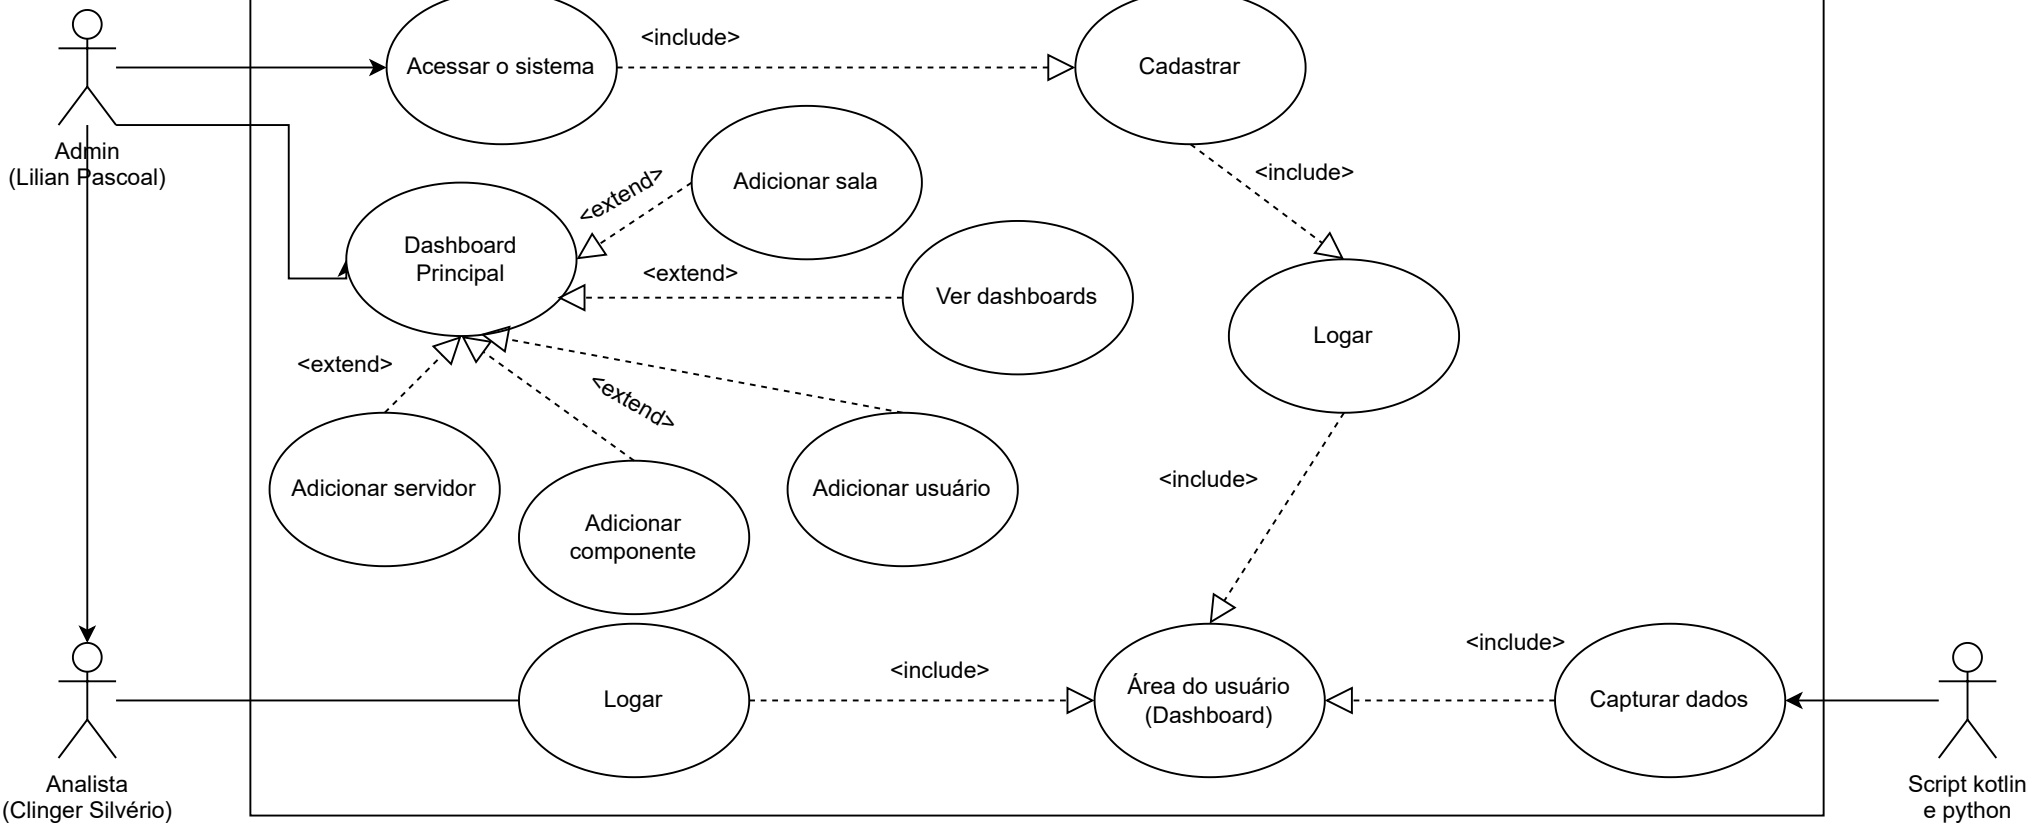 <include>
Acessar o sistema
Cadastrar
Admin
(Lilian Pascoal)
<extend>
Adicionar sala
<include>
Dashboard
Principal
<extend>
Ver dashboards
Logar
<extend>
<extend>
Adicionar servidor
Adicionar
componente
Adicionar usuário
<include>
Logar
<include>
Área do usuário
(Dashboard)
<include>
Capturar dados
Analista
(Clinger Silvério)
Script kotlin
e python